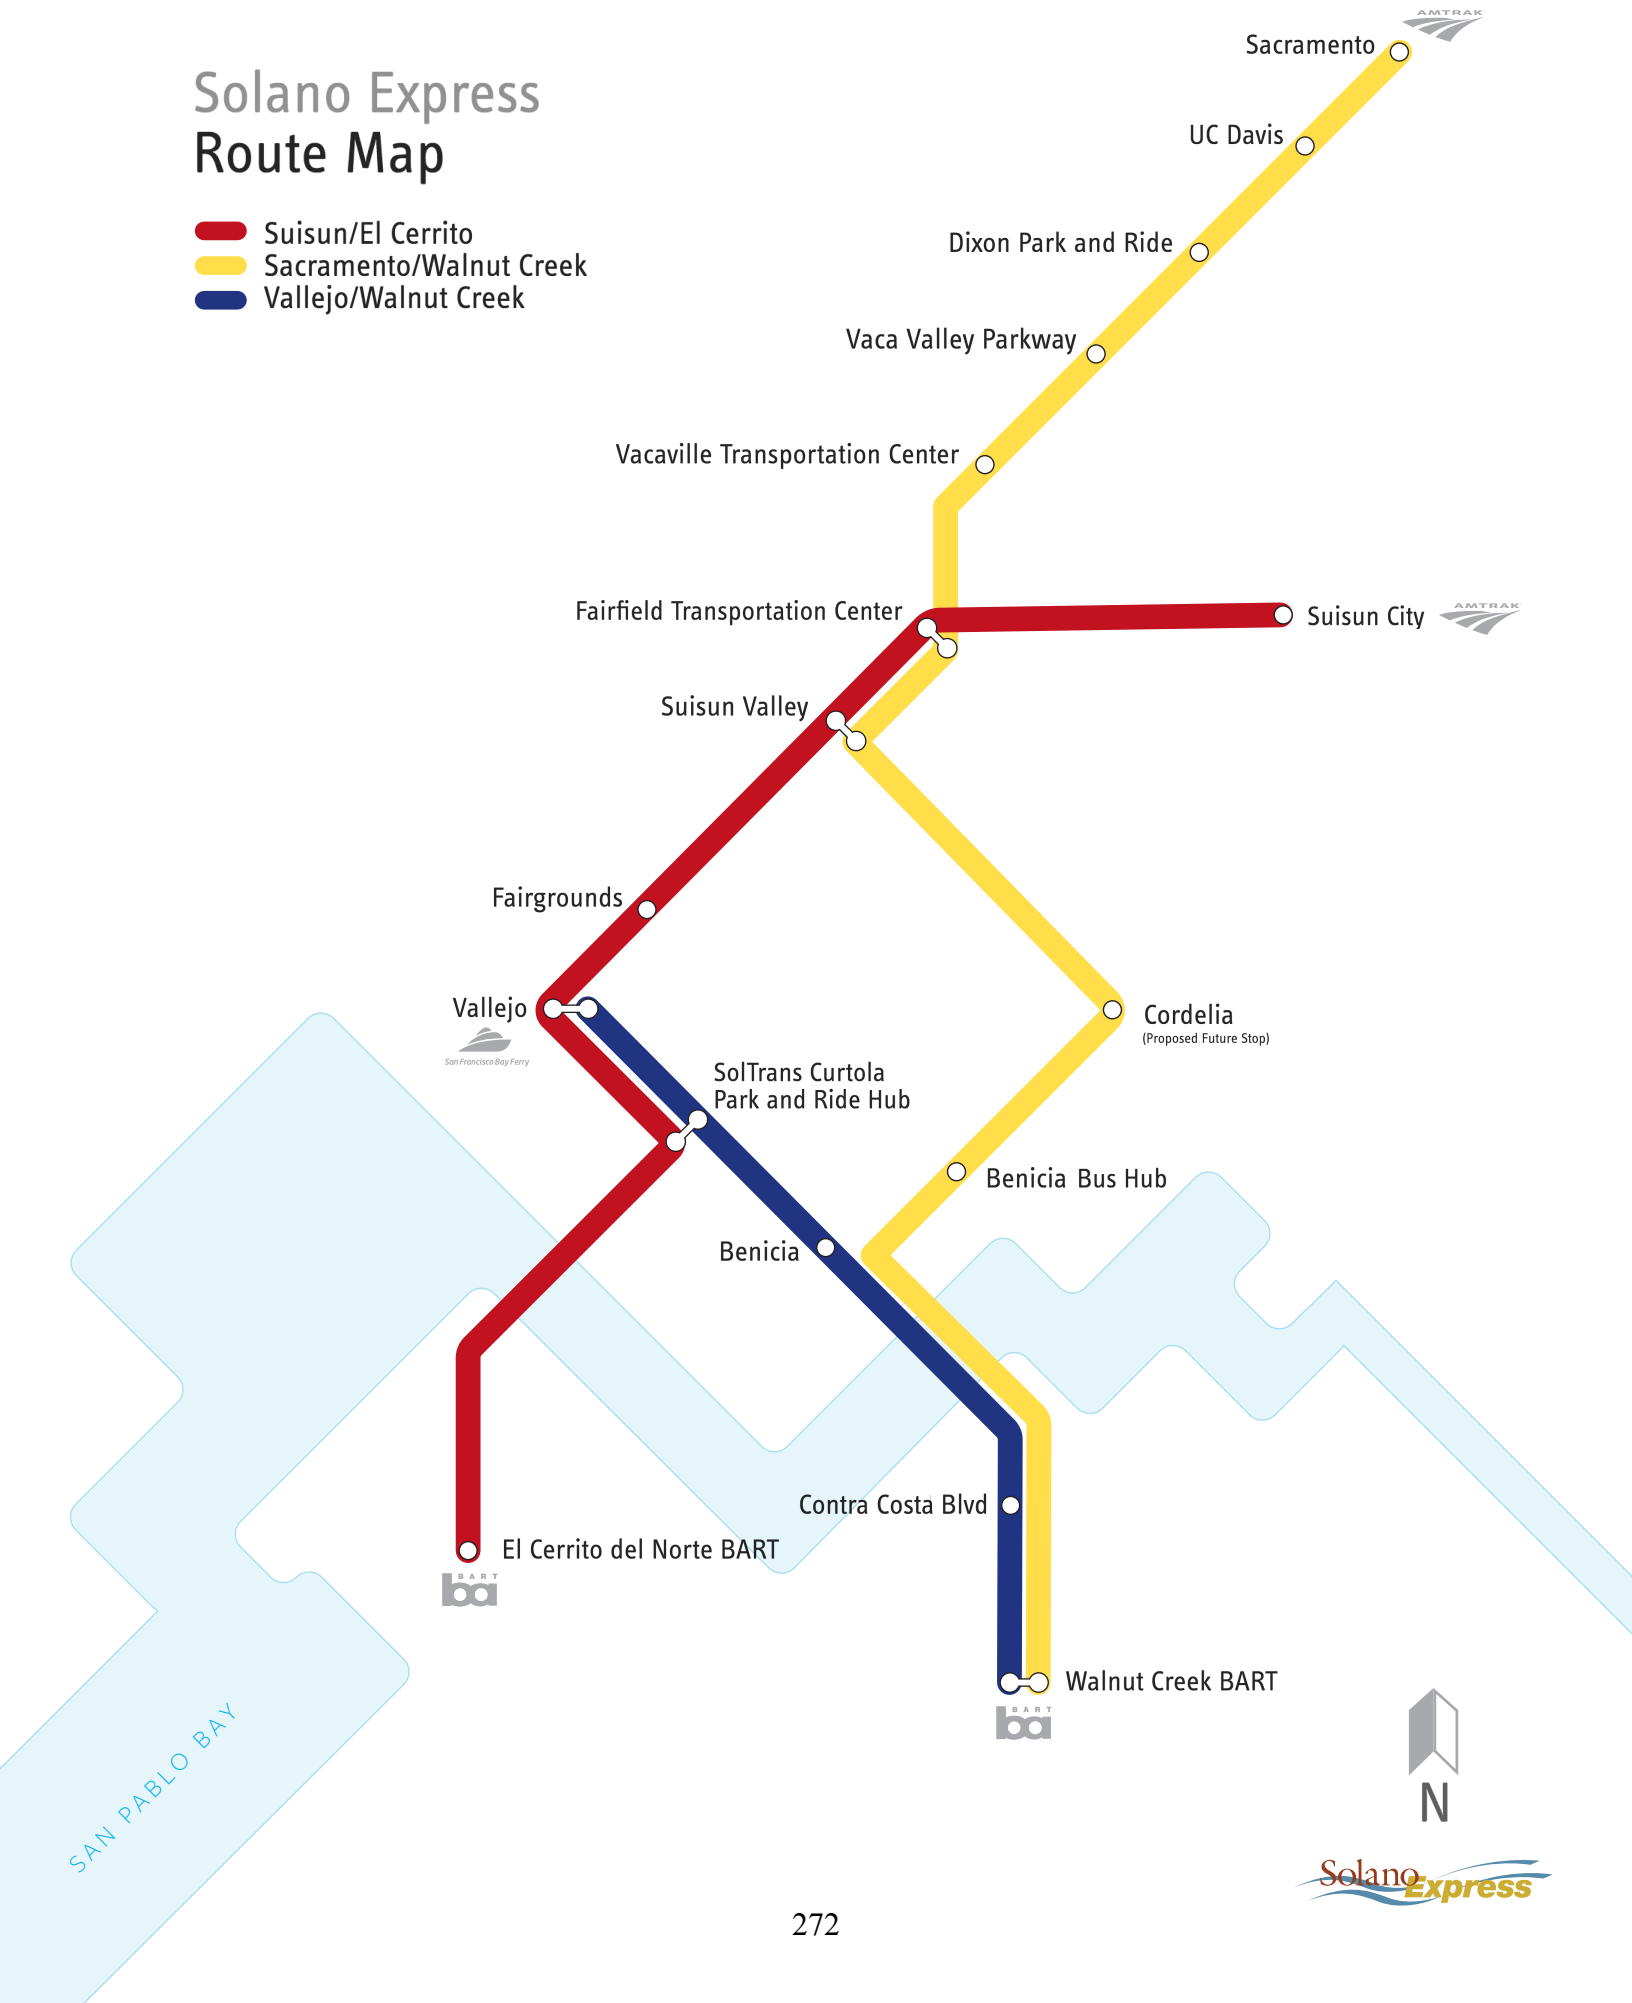 AMTRAK
Sacramento
Solano Express
Route Map
UC Davis
Suisun/El Cerrito
Sacramento/Walnut Creek
Vallejo/Walnut Creek
Dixon Park and Ride
Vaca Valley Parkway
Vacaville Transportation Center
Fairfield Transportation Center
AMTRAK
Suisun City
Suisun Valley
Fairgrounds
Vallejo
San Francisco Bay Ferry
Cordelia
(Proposed Future Stop)
SolTrans Curtola
Park and Ride Hub
Benicia Bus Hub
Benicia
Contra Costa Blvd
El Cerrito del Norte BART
BART
ba
Walnut Creek BART
BART
ba
SAN PABLO BAY
N
Solano
Express
272